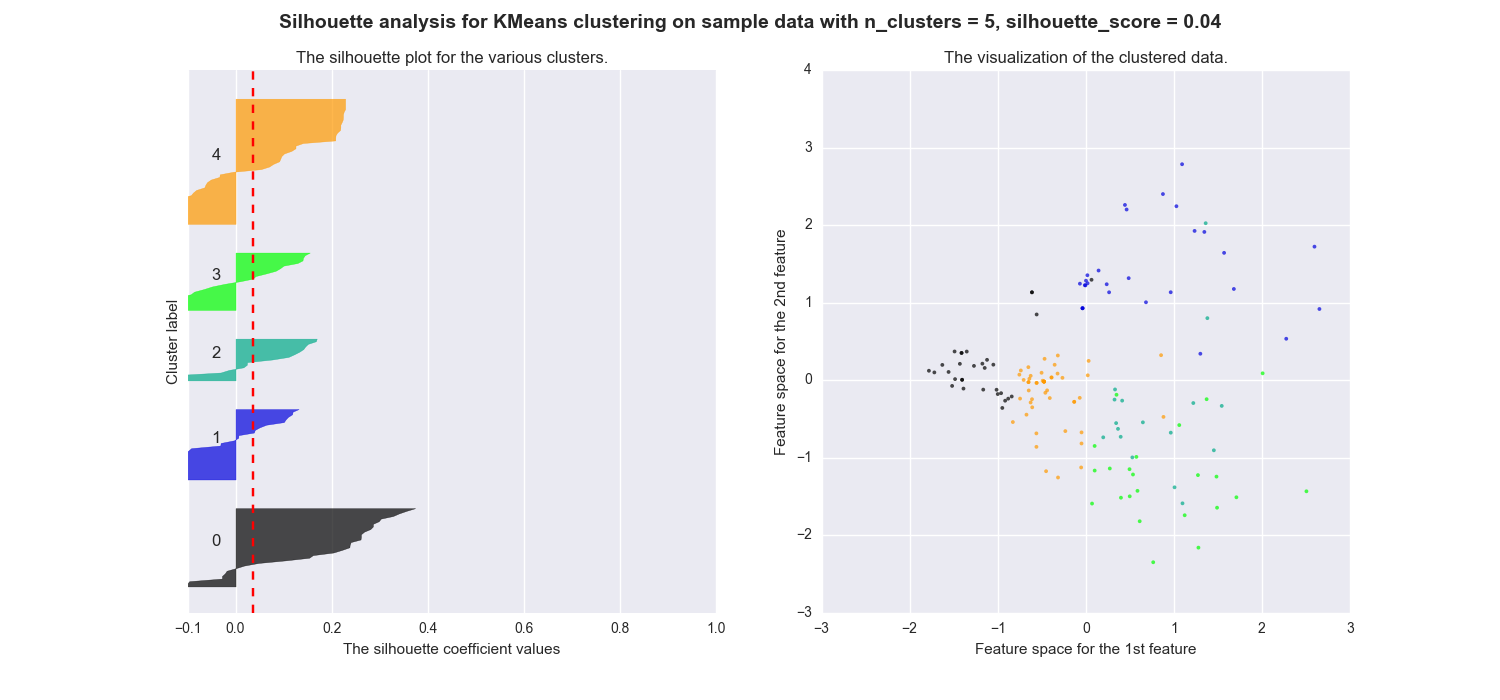 Silhouette analysis for KMeans clustering on sample data with n_clusters = 5, silhouette_score = 0.04
The silhouette plot for the various clusters.
Cluster label
4
3
2
1
0
−0.1 0.0 0.2 0.4 0.6 0.8 1.0
The silhouette coefficient values
The visualization of the clustered data.
Feature space for the 2nd feature
4
3
2
1
0
−1
−2
−3
−3 −2 −1 0 1 2 3
Feature space for the 1st feature